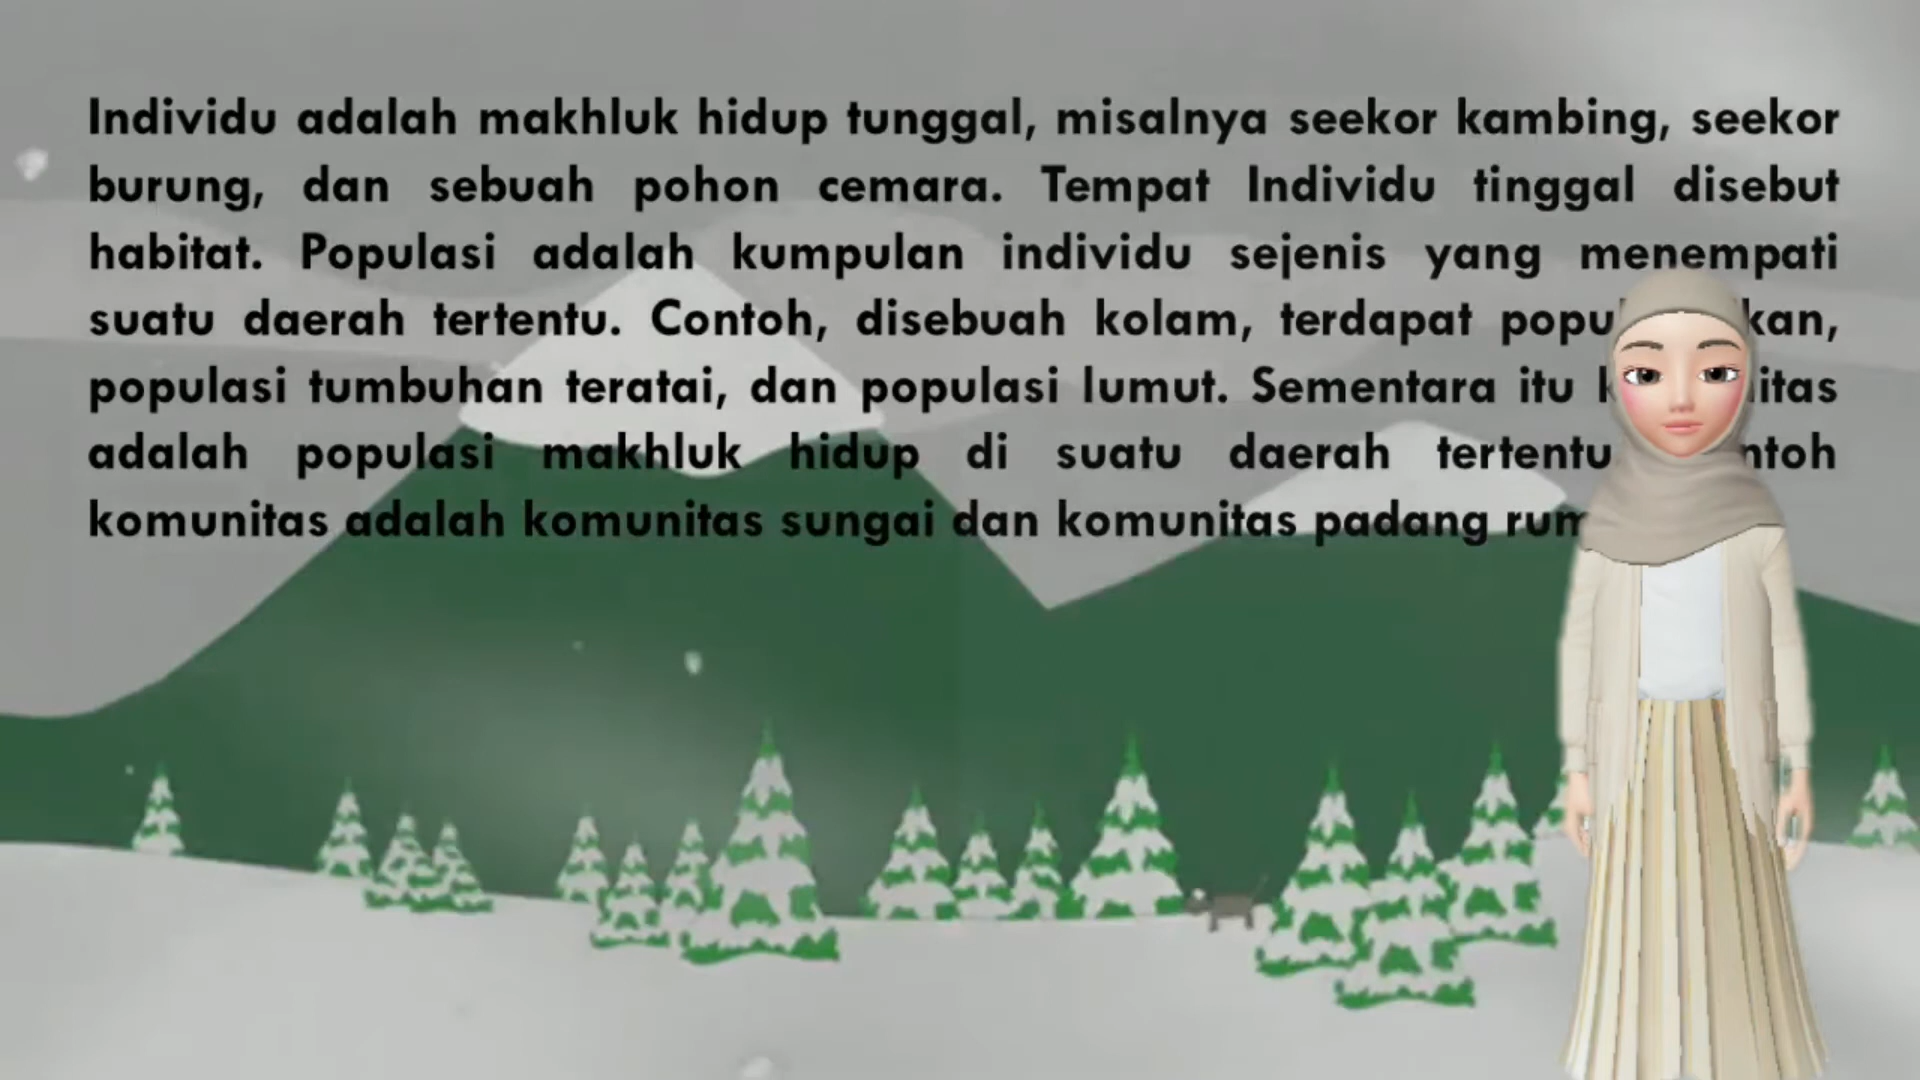 Individu adalah makhluk hidup tunggal, misalnya seekor kambing, seekor
burung, dan sebuah pohon cemara. Tempat Individu tinggal disebut
habitat. Populasi adalah kumpulan individu sejenis yang menempati
suatu daerah tertentu. Contoh, disebuah kolam, terdapat
populasi tumbuhan teratai, dan populasi lumut. Sementara itu
adalah populasi makhluk hidup di suatu daerah tertentu
komunitas adalah komunitas sungai dan komunitas padang